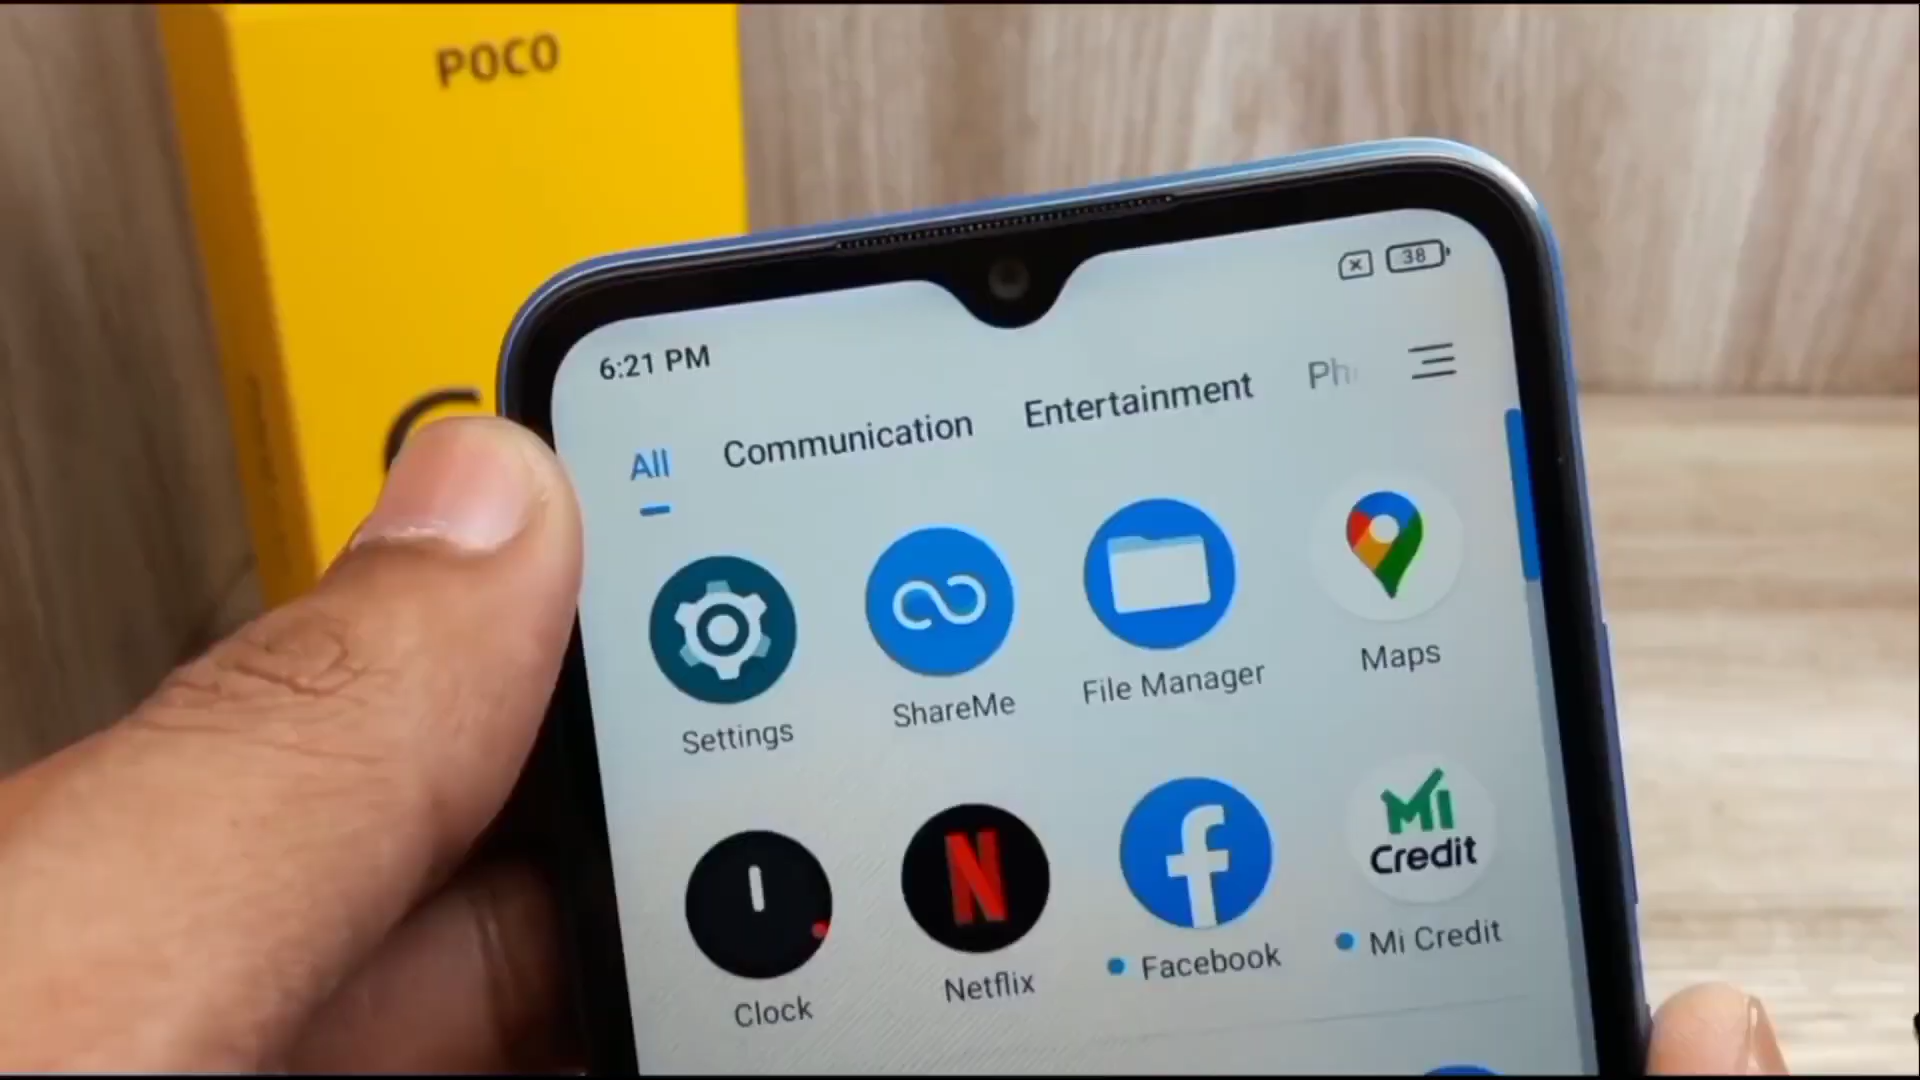 POCO
C
38
6:21 PM
All Communication Entertainment Ph
Settings ShareMe File Manager Maps
Mi
Credit
Clock Netflix Facebook Mi Credit